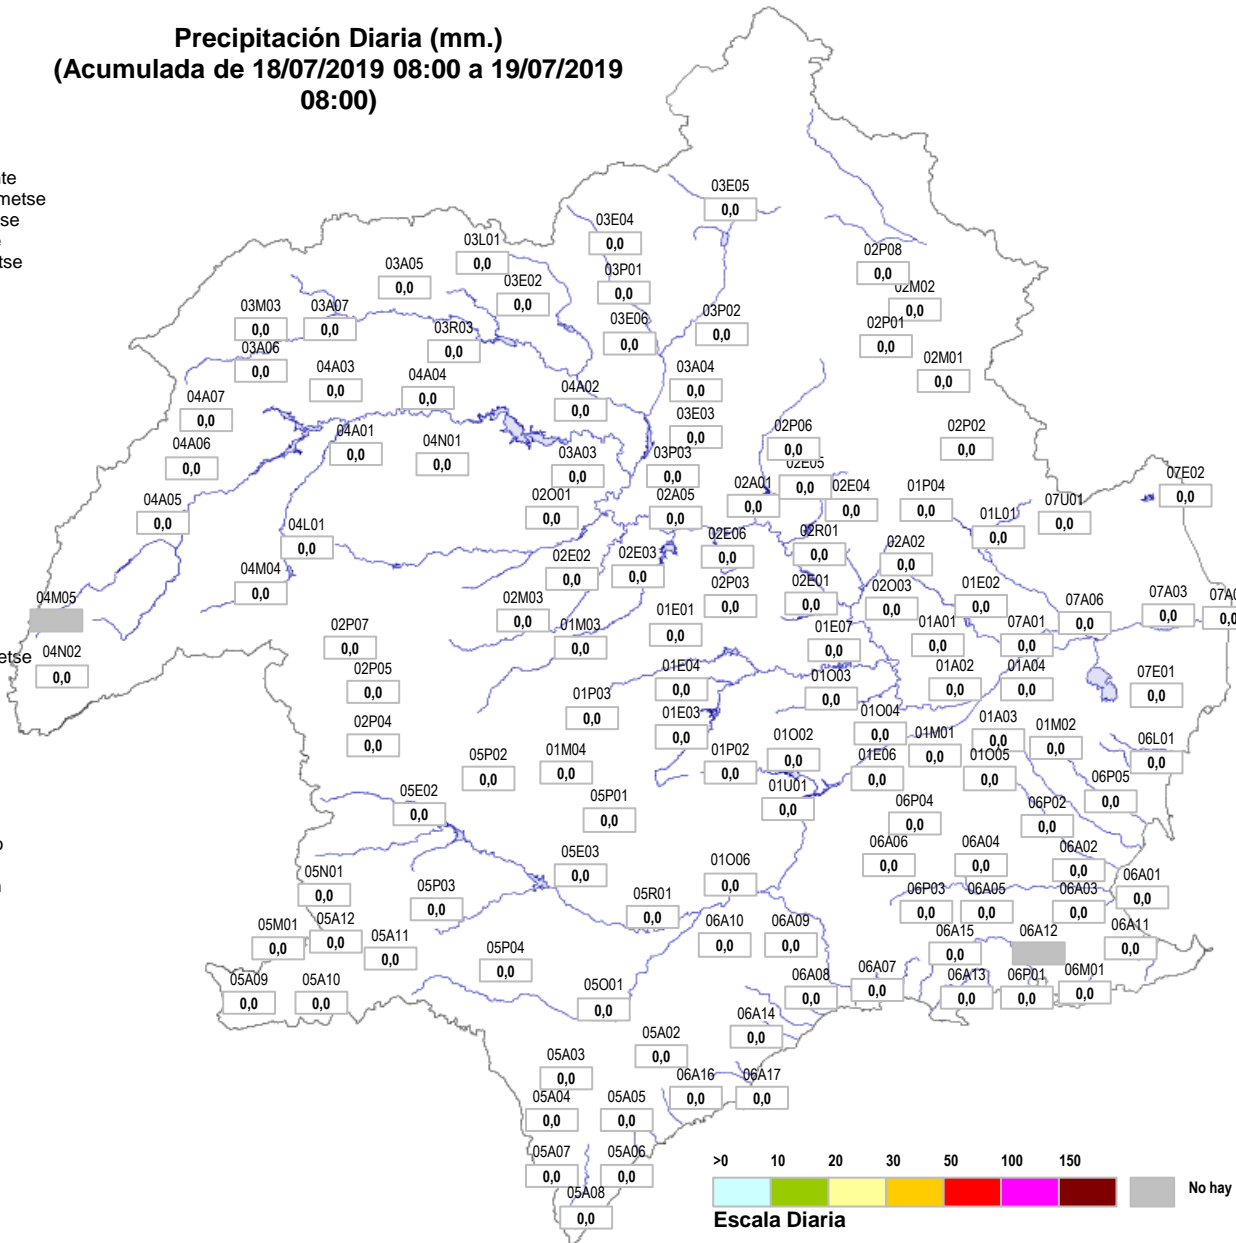 Precipitación Diaria (mm.)
(Acumulada de 18/07/2019 08:00 a 19/07/2019
08:00)
03E05
0,0
03E04
0,0
03L01
0,0
02P08
0,0
03A05
0,0
03P01
0,0
03E02
0,0
02M02
0,0
03M03
0,0
03A07
0,0
03P02
0,0
03E06
0,0
03R03
0,0
02P01
0,0
03A06
0,0
02M01
0,0
04A03
0,0
04A04
0,0
03A04
0,0
04A02
0,0
04A07
0,0
03E03
0,0
04A01
0,0
02P06
0,0
02P02
0,0
04A06
0,0
04N01
0,0
03A03
0,0
03P03
0,0
02E05
0,0
07E02
0,0
02A01
0,0
02E04
0,0
01P04
0,0
04A05
0,0
02O01
0,0
02A05
0,0
07U01
0,0
01L01
0,0
04L01
0,0
02E06
0,0
02R01
0,0
02A02
0,0
02E02
0,0
02E03
0,0
04M04
0,0
04M05
02P03
0,0
02E01
0,0
02O03
0,0
01E02
0,0
07A06
0,0
07A03
0,0
07A0
0,0
02M03
0,0
01E01
0,0
01M03
0,0
02P07
0,0
01E07
0,0
01A01
0,0
07A01
0,0
etse
04N02
0,0
02P05
0,0
01E04
0,0
01O03
0,0
01A02
0,0
01A04
0,0
07E01
0,0
01P03
0,0
02P04
0,0
01E03
0,0
01O04
0,0
01A03
0,0
01M02
0,0
01M01
0,0
06L01
0,0
05P02
0,0
01M04
0,0
01P02
0,0
01O02
0,0
01E06
0,0
01O05
0,0
05E02
0,0
05P01
0,0
01U01
0,0
06P05
0,0
06P04
0,0
06P02
0,0
05E03
0,0
01O06
0,0
06A06
0,0
06A04
0,0
06A02
0,0
05N01
0,0
05P03
0,0
05R01
0,0
06P03
0,0
06A05
0,0
06A03
0,0
06A01
0,0
05M01
0,0
05A12
0,0
05A11
0,0
05P04
0,0
06A10
0,0
06A09
0,0
06A15
0,0
06A12
06A11
0,0
05A09
0,0
05A10
0,0
05O01
0,0
06A08
0,0
06A07
0,0
06A13
0,0
06P01
0,0
06M01
0,0
06A14
0,0
05A02
0,0
05A03
0,0
06A16
0,0
06A17
0,0
05A04
0,0
05A05
0,0
05A07
0,0
05A06
0,0
05A08
0,0
>0 10 20 30 50 100 150
No hay
Escala Diaria